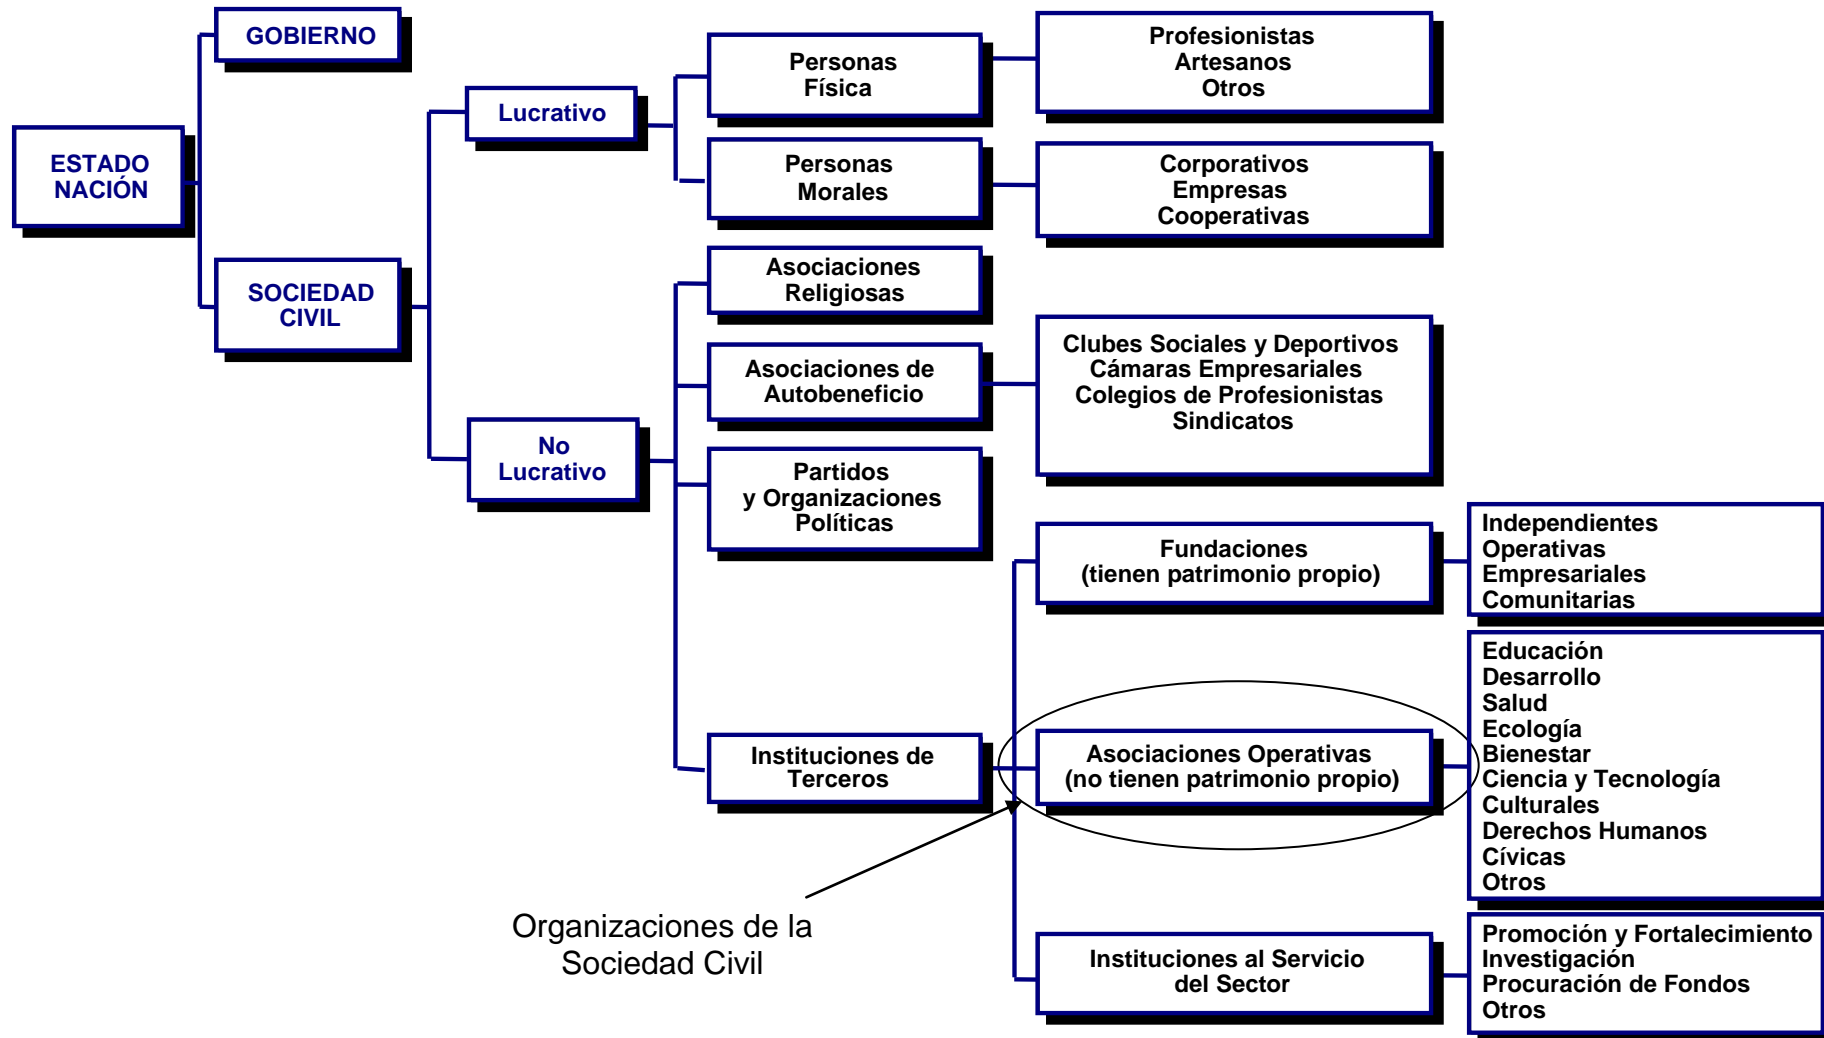 GOBIERNO
ESTADO
NACIÓN
SOCIEDAD
CIVIL
Lucrativo
No
Lucrativo
Personas
Física
Personas
Morales
Asociaciones
Religiosas
Asociaciones de
Autobeneficio
Partidos
y Organizaciones
Políticas
Instituciones de
Terceros
Profesionistas
Artesanos
Otros
Corporativos
Empresas
Cooperativas
Clubes Sociales y Deportivos
Cámaras Empresariales
Colegios de Profesionistas
Sindicatos
Fundaciones
(tienen patrimonio propio)
Asociaciones Operativas
(no tienen patrimonio propio)
Instituciones al Servicio
del Sector
Independientes
Operativas
Empresariales
Comunitarias
Educación
Desarrollo
Salud
Ecología
Bienestar
Ciencia y Tecnología
Culturales
Derechos Humanos
Cívicas
Otros
Promoción y Fortalecimiento
Investigación
Procuración de Fondos
Otros
Organizaciones de la
Sociedad Civil